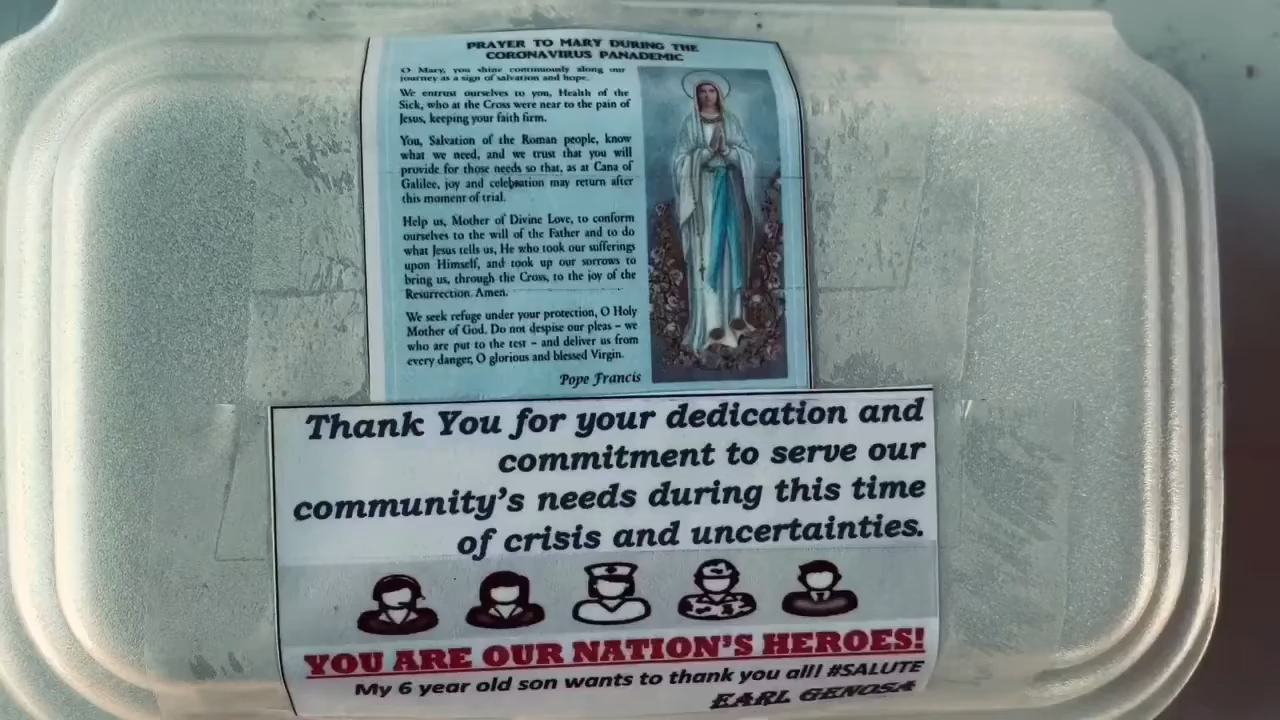 PRAYER TO MARY DURING THE
CORONAVIRUS PANADEMIC
O Mary, you shine continuously along our
journey as a sign of salvation and hope.
We entrust ourselves to you, Health of the
Sick, who at the Cross were near to the pain of
Jesus, keeping your faith firm.
You, Salvation of the Roman people, know
what we need, and we trust that you will
provide for those needs so that, as at Cana of
Galilee, joy and celebration may return after
this moment of trial.
Help us, Mother of Divine Love, to conform
ourselves to the will of the Father and to do
what Jesus tells us, He who took our sufferings
upon Himself, and took up our sorrows to
bring us, through the Cross, to the joy of the
Resurrection. Amen.
We seek refuge under your protection, O Holy
Mother of God. Do not despise our pleas – we
who are put to the test – and deliver us from
every danger, O glorious and blessed Virgin.
Pope Francis
Thank You for your dedication and
commitment to serve our
community's needs during this time
of crisis and uncertainties.
YOU ARE OUR NATION'S HEROES!
My 6 year old son wants to thank you all! #SALUTE
EARL GENOSA